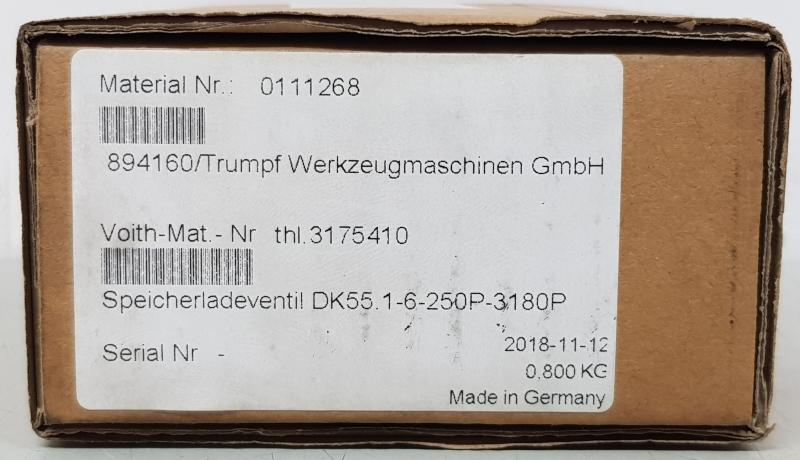 Material Nr.: 0111268
894160/Trumpf Werkzeugmaschinen GmbH
Voith-Mat.- Nr thl.3175410
Speicherladeventil DK55.1-6-250P-3180P
Serial Nr -
2018-11-12
0,800 KG
Made in Germany